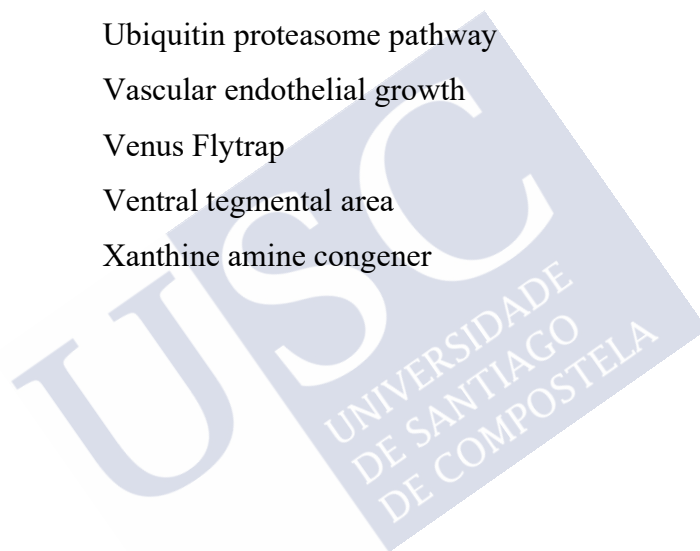 Ubiquitin proteasome pathway
Vascular endothelial growth
Venus Flytrap
Ventral tegmental area
Xanthine amine congener
USC
UNIVERSIDADE
DE SANTIAGO
DE COMPOSTELA